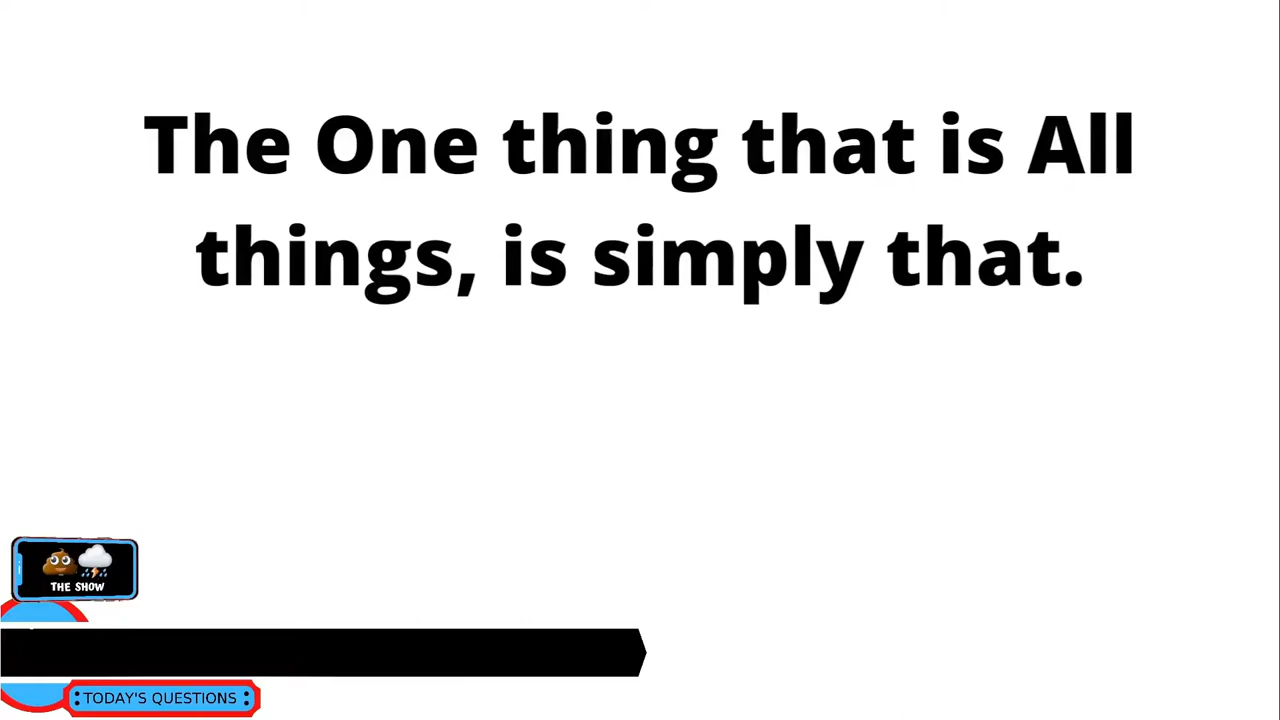 The One thing that is All
things, is simply that.
THE SHOW
TODAY'S QUESTIONS